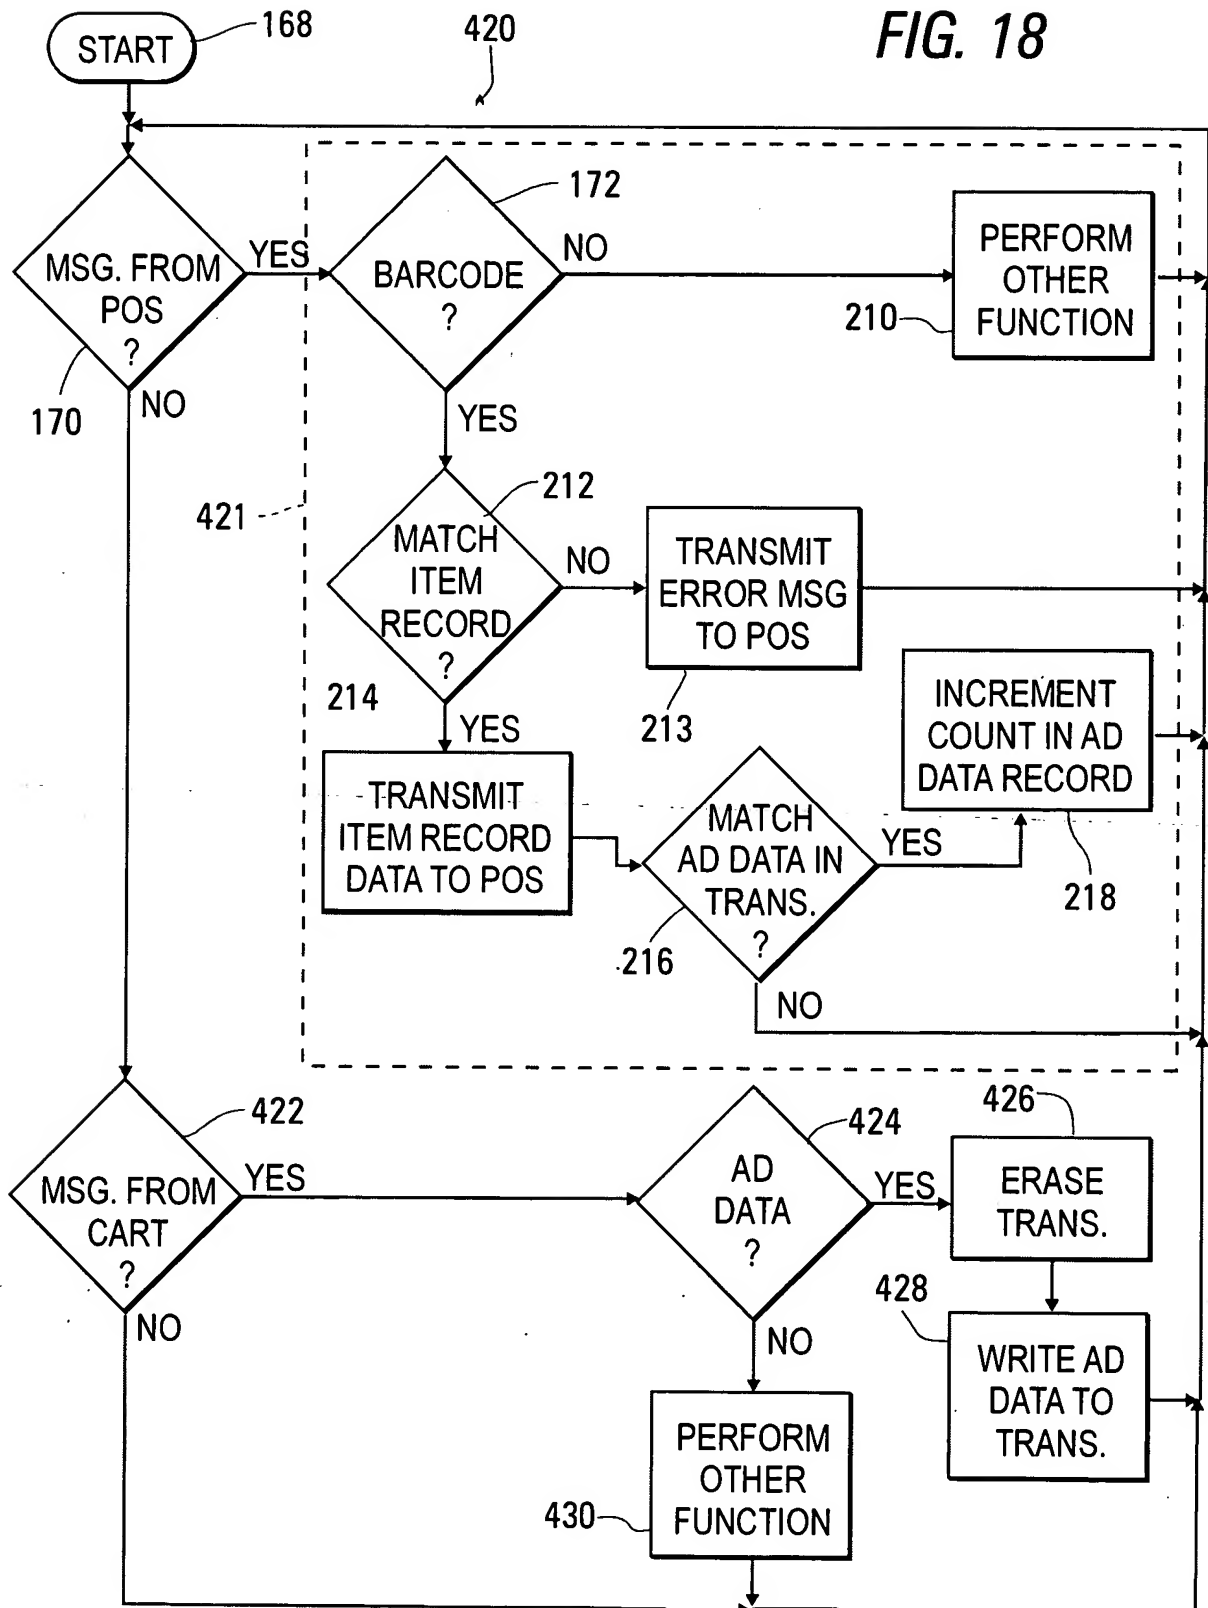 START
168
420
FIG. 18
MSG. FROM
POS
?
170
YES
NO
BARCODE
?
172
NO
YES
PERFORM
OTHER
FUNCTION
210
421
MATCH
ITEM
RECORD
?
212
NO
YES
TRANSMIT
ERROR MSG
TO POS
213
214
TRANSMIT
ITEM RECORD
DATA TO POS
MATCH
AD DATA IN
TRANS.
?
216
YES
NO
INCREMENT
COUNT IN AD
DATA RECORD
218
MSG. FROM
CART
?
422
YES
NO
AD
DATA
?
424
YES
NO
426
ERASE
TRANS.
428
WRITE AD
DATA TO
TRANS.
PERFORM
OTHER
FUNCTION
430